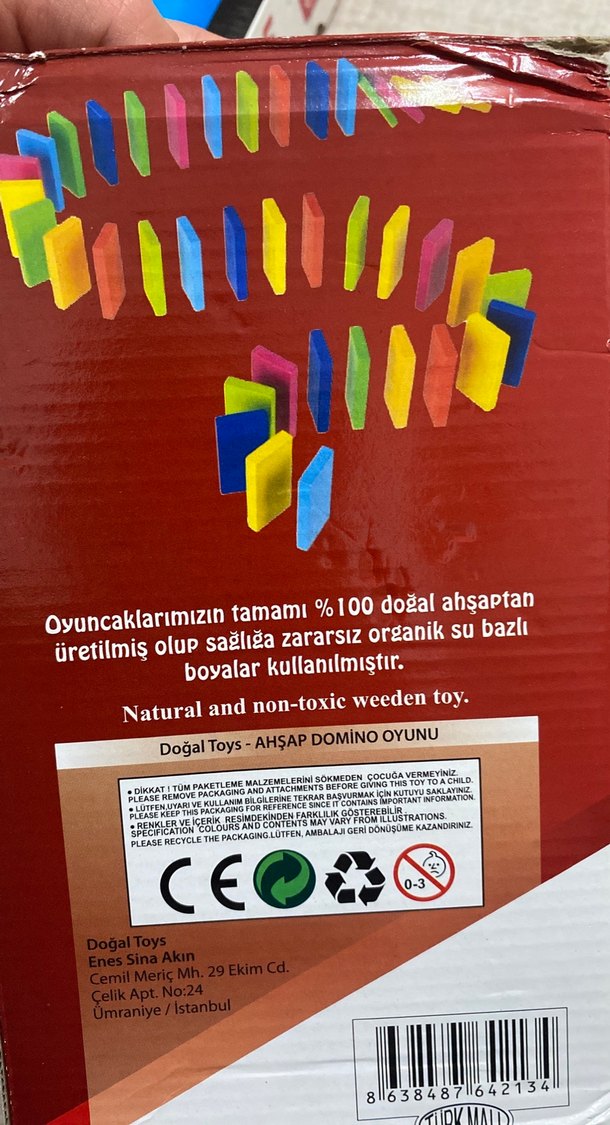 Oyuncaklarımızın tamamı %100 doğal ahşaptan
üretilmiş olup sağlığa zararsız organik su bazlı
boyalar kullanılmıştır.
Natural and non-toxic weeden toy.
Doğal Toys - AHŞAP DOMİNO OYUNU
• DİKKAT ! TÜM PAKETLEME MALZEMELERİNİ SÖKMEDEN ÇOCUĞA VERMEYİNİZ.
PLEASE REMOVE PACKAGING AND ATTACHMENTS BEFORE GIVING THIS TOY TO A CHILD.
• LÜTFEN,UYARI VE KULLANIM BİLGİLERİNE TEKRAR BAŞVURMAK İÇİN KUTUYU SAKLAYINIZ.
PLEASE KEEP THIS PACKAGING FOR REFERENCE SINCE IT CONTAINS IMPORTANT INFORMATION.
• RENKLER VE İÇERİK RESİMDEKİNDEN FARKLILIK GÖSTEREBİLİR
SPECIFICATION COLOURS AND CONTENTS MAY VARY FROM ILLUSTRATIONS.
PLEASE RECYCLE THE PACKAGING.LÜTFEN, AMBALAJI GERİ DÖNÜŞÜME KAZANDIRINIZ.
CE
0-3
Doğal Toys
Enes Sina Akın
Cemil Meriç Mh. 29 Ekim Cd.
Çelik Apt. No:24
Ümraniye / İstanbul
8 638487 642134
TÜRK MALI